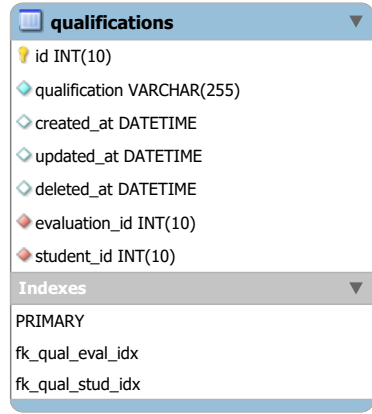 qualifications
id INT(10)
qualification VARCHAR(255)
created_at DATETIME
updated_at DATETIME
deleted_at DATETIME
evaluation_id INT(10)
student_id INT(10)
Indexes
PRIMARY
fk_qual_eval_idx
fk_qual_stud_idx